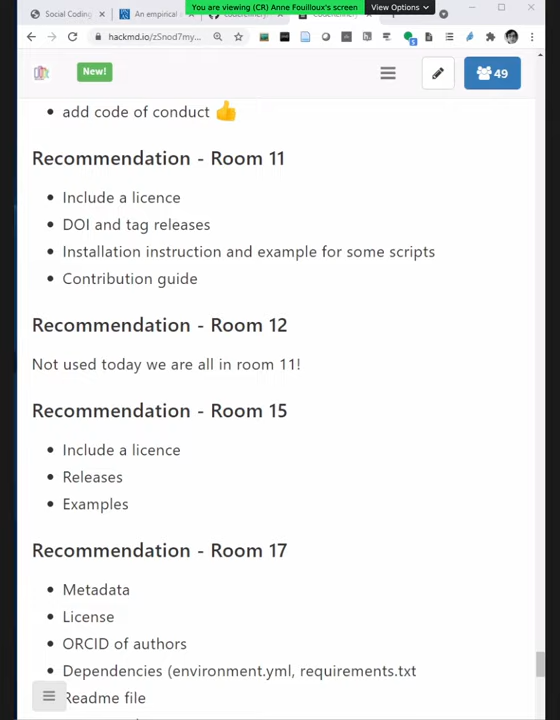 You are viewing (CR) Anne Fouilloux's screen
View Options
Social Coding
An empirical
hackmd.io/zSnod7my...
New!
49
add code of conduct 👍
Recommendation - Room 11
Include a licence
DOI and tag releases
Installation instruction and example for some scripts
Contribution guide
Recommendation - Room 12
Not used today we are all in room 11!
Recommendation - Room 15
Include a licence
Releases
Examples
Recommendation - Room 17
Metadata
License
ORCID of authors
Dependencies (environment.yml, requirements.txt
Readme file